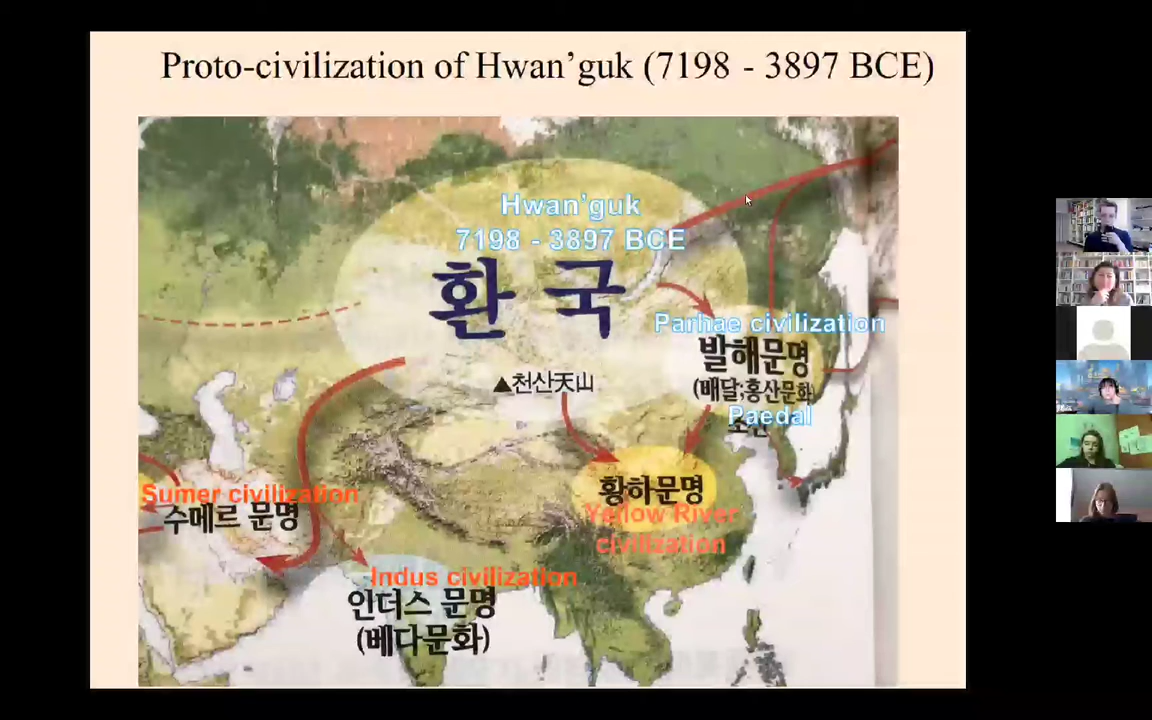 Proto-civilization of Hwan'guk (7198 - 3897 BCE)
Hwan'guk
7198 - 3897 BCE
환 국
Parhae civilization
발해문명
(배달;홍산문화)
Paedal
조선
▲천산天山
황하문명
Yellow River
civilization
Sumer civilization
수메르 문명
Indus civilization
인더스 문명
(베다문화)